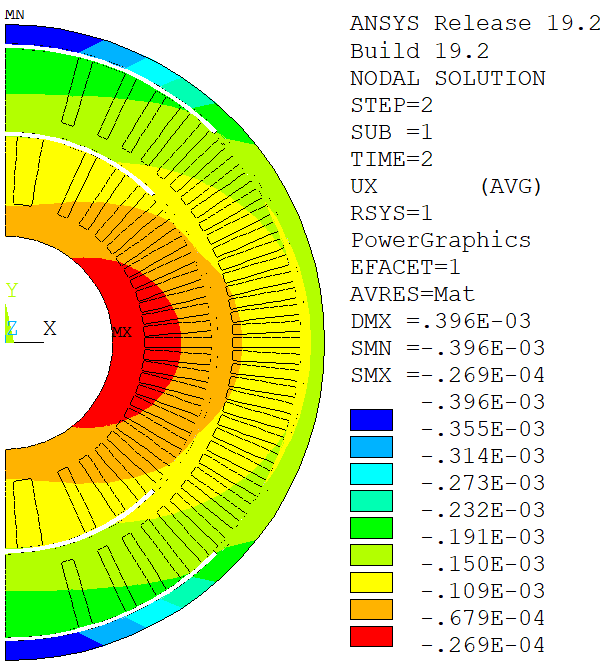 MN
ANSYS Release 19.2
Build 19.2
NODAL SOLUTION
STEP=2
SUB =1
TIME=2
UX (AVG)
RSYS=1
PowerGraphics
EFACET=1
AVRES=Mat
DMX =.396E-03
SMN =-.396E-03
SMX =-.269E-04
-.396E-03
-.355E-03
-.314E-03
-.273E-03
-.232E-03
-.191E-03
-.150E-03
-.109E-03
-.679E-04
-.269E-04
Y
Z X
MX